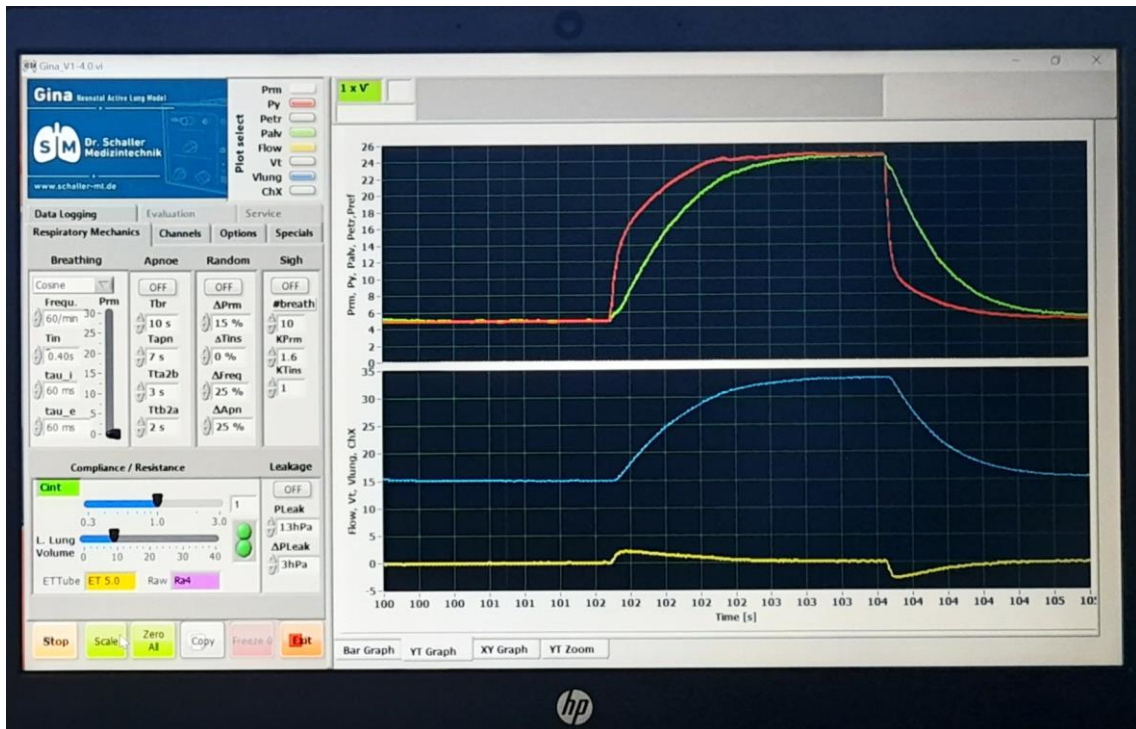 Gina_V1-4.0.vi
Gina Neonatal Active Lung Model
SM Dr. Schaller
Medizintechnik
www.schaller-mt.de
Plot select
Prm
Py
Petr
Palv
Flow
Vt
Vlung
ChX
Data Logging Evaluation Service
Respiratory Mechanics Channels Options Specials
Breathing Apnoe Random Sigh
Cosine OFF OFF OFF
Frequ. Prm Tbr ΔPrm #breath
60/min 10 s 15 % 10
Tin Tapn ΔTins KPrm
0.40s 7 s 0 % 1.6
tau_i Tta2b ΔFreq KTins
60 ms 3 s 25 % 1
tau_e Ttb2a ΔApn
60 ms 2 s 25 %
30
25
20
15
10
5
0
Compliance / Resistance Leakage
Cint 1 OFF
0.3 1.0 3.0 PLeak
13hPa
L. Lung
Volume 0 10 20 30 40 ΔPLeak
3hPa
ETTube ET 5.0 Raw Ra4
Stop Scale Zero All Copy Freeze 0 Exit
1 x V'
Prm, Py, Palv, Petr,Pref
26
24
22
20
18
16
14
12
10
8
6
4
2
0
Flow, Vt, Vlung, ChX
35
30
25
20
15
10
5
0
-5
100 100 100 101 101 101 102 102 102 102 102 103 103 103 104 104 104 104 105 10
Time [s]
Bar Graph YT Graph XY Graph YT Zoom
hp